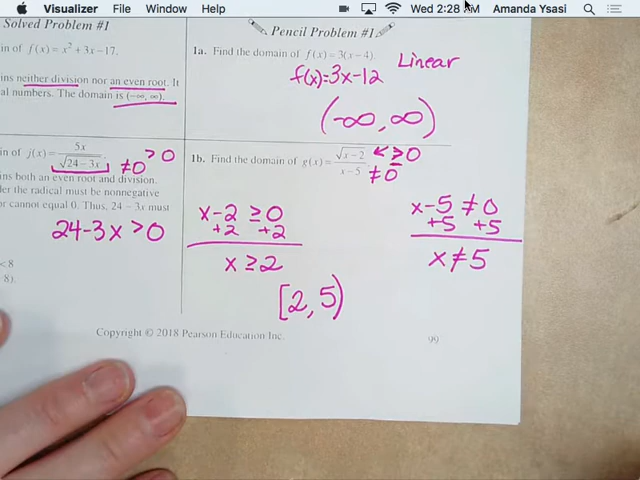 Visualizer File Window Help Wed 2:28 AM Amanda Ysasi
Solved Problem #1
in of f(x) = x² + 3x − 17.
ins neither division nor an even root. It
al numbers. The domain is (−∞, ∞).
in of j(x) = 5x / √24 − 3x . > 0
≠0
ins both an even root and division.
der the radical must be nonnegative
or cannot equal 0. Thus, 24 − 3x must
24-3x > 0
< 8
8).
Pencil Problem #1
1a. Find the domain of f(x) = 3(x − 4).
Linear
f(x)=3x-12
(-∞, ∞)
1b. Find the domain of g(x) = √x − 2 / x − 5 . ← ≥ 0
≠ 0
x-2 ≥ 0
+2 +2
x ≥ 2
[2, 5)
x-5 ≠ 0
+5 +5
x ≠ 5
Copyright © 2018 Pearson Education Inc.
99